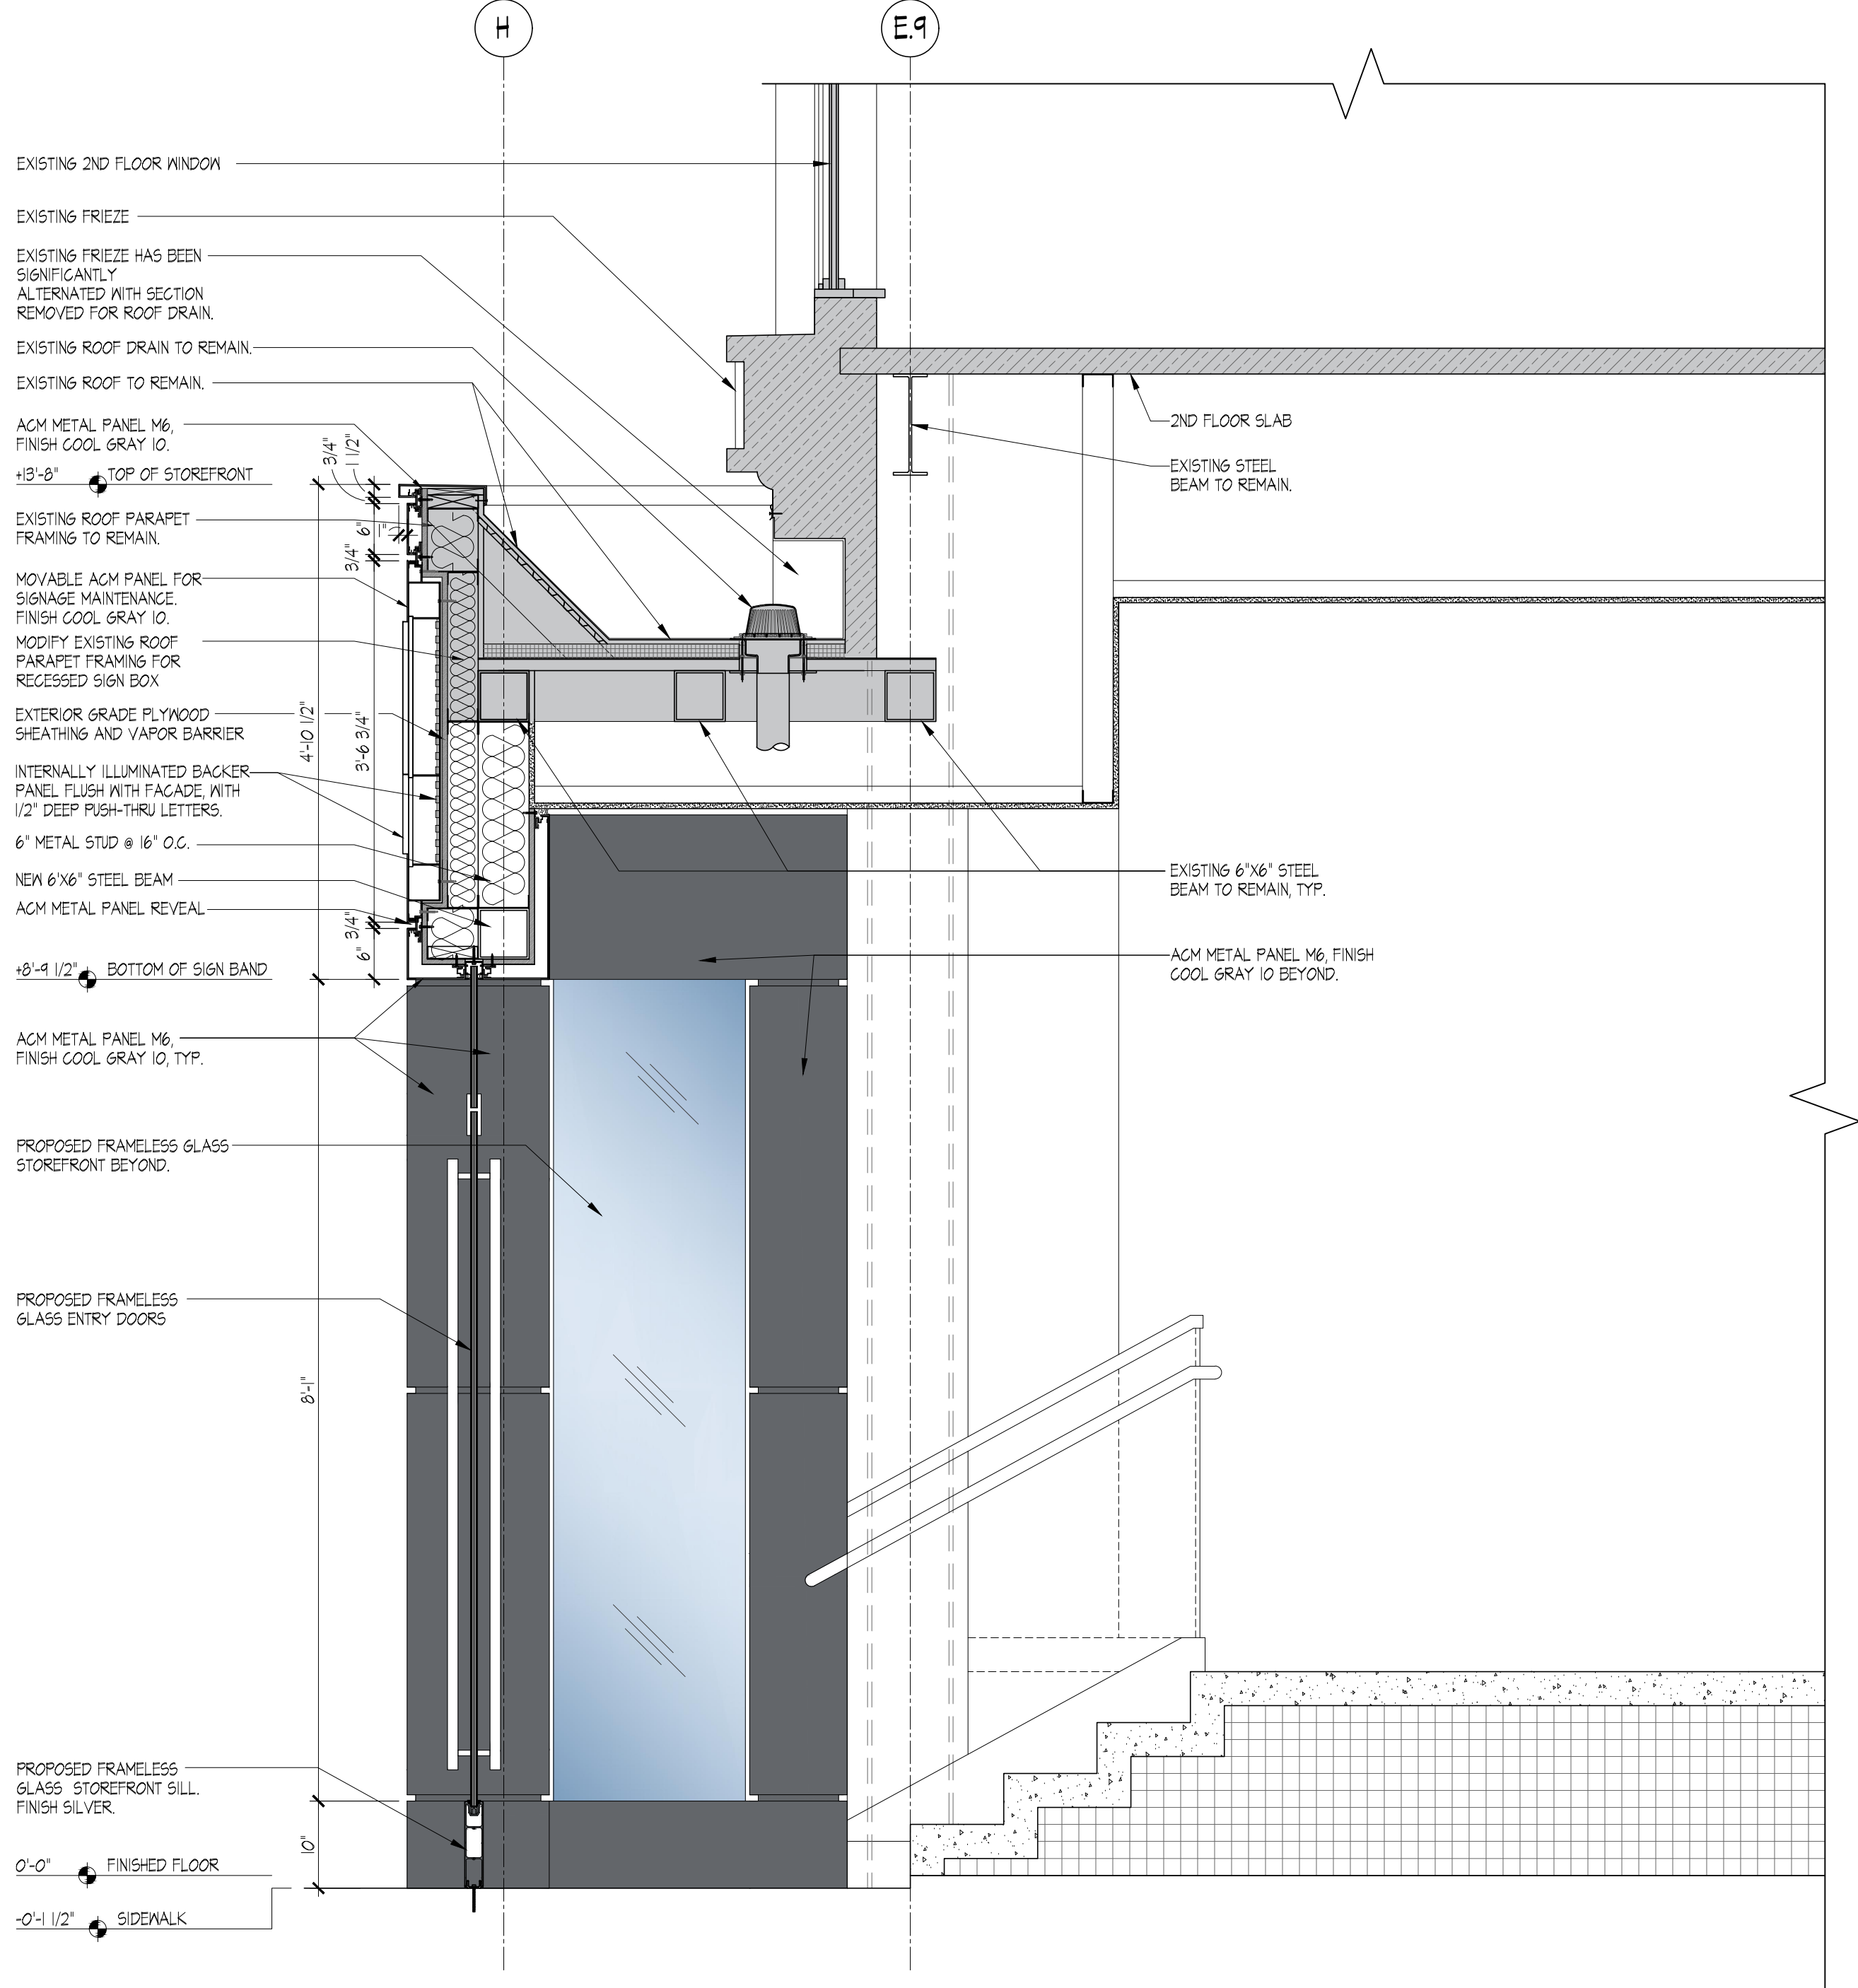 H
E.9
EXISTING 2ND FLOOR WINDOW
EXISTING FRIEZE
EXISTING FRIEZE HAS BEEN
SIGNIFICANTLY
ALTERNATED WITH SECTION
REMOVED FOR ROOF DRAIN.
EXISTING ROOF DRAIN TO REMAIN.
EXISTING ROOF TO REMAIN.
ACM METAL PANEL M6,
FINISH COOL GRAY 10.
+13'-8" TOP OF STOREFRONT
EXISTING ROOF PARAPET
FRAMING TO REMAIN.
MOVABLE ACM PANEL FOR
SIGNAGE MAINTENANCE.
FINISH COOL GRAY 10.
MODIFY EXISTING ROOF
PARAPET FRAMING FOR
RECESSED SIGN BOX
EXTERIOR GRADE PLYWOOD
SHEATHING AND VAPOR BARRIER
INTERNALLY ILLUMINATED BACKER
PANEL FLUSH WITH FACADE, WITH
1/2" DEEP PUSH-THRU LETTERS.
6" METAL STUD @ 16" O.C.
NEW 6'X6" STEEL BEAM
ACM METAL PANEL REVEAL
+8'-9 1/2" BOTTOM OF SIGN BAND
ACM METAL PANEL M6,
FINISH COOL GRAY 10, TYP.
PROPOSED FRAMELESS GLASS
STOREFRONT BEYOND.
PROPOSED FRAMELESS
GLASS ENTRY DOORS
PROPOSED FRAMELESS
GLASS STOREFRONT SILL.
FINISH SILVER.
0'-0" FINISHED FLOOR
-0'-1 1/2" SIDEWALK
3/4"
1 1/2"
6"
1"
3/4"
4'-10 1/2"
3'-6 3/4"
3/4"
6"
8'-1"
10"
2ND FLOOR SLAB
EXISTING STEEL
BEAM TO REMAIN.
EXISTING 6"X6" STEEL
BEAM TO REMAIN, TYP.
ACM METAL PANEL M6, FINISH
COOL GRAY 10 BEYOND.